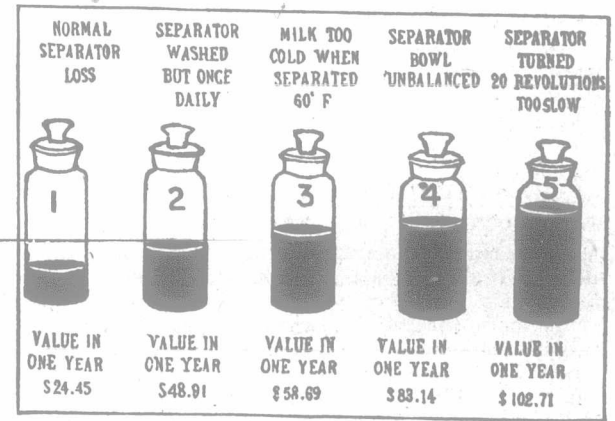 NORMAL
SEPARATOR
LOSS
SEPARATOR
WASHED
BUT ONCE
DAILY
MILK TOO
COLD WHEN
SEPARATED
60° F
SEPARATOR
BOWL
UNBALANCED
SEPARATOR
TURNED
20 REVOLUTIONS
TOO SLOW
1
2
3
4
5
VALUE IN
ONE YEAR
$24.45
VALUE IN
ONE YEAR
$48.91
VALUE IN
ONE YEAR
$58.69
VALUE IN
ONE YEAR
$83.14
VALUE IN
ONE YEAR
$102.71